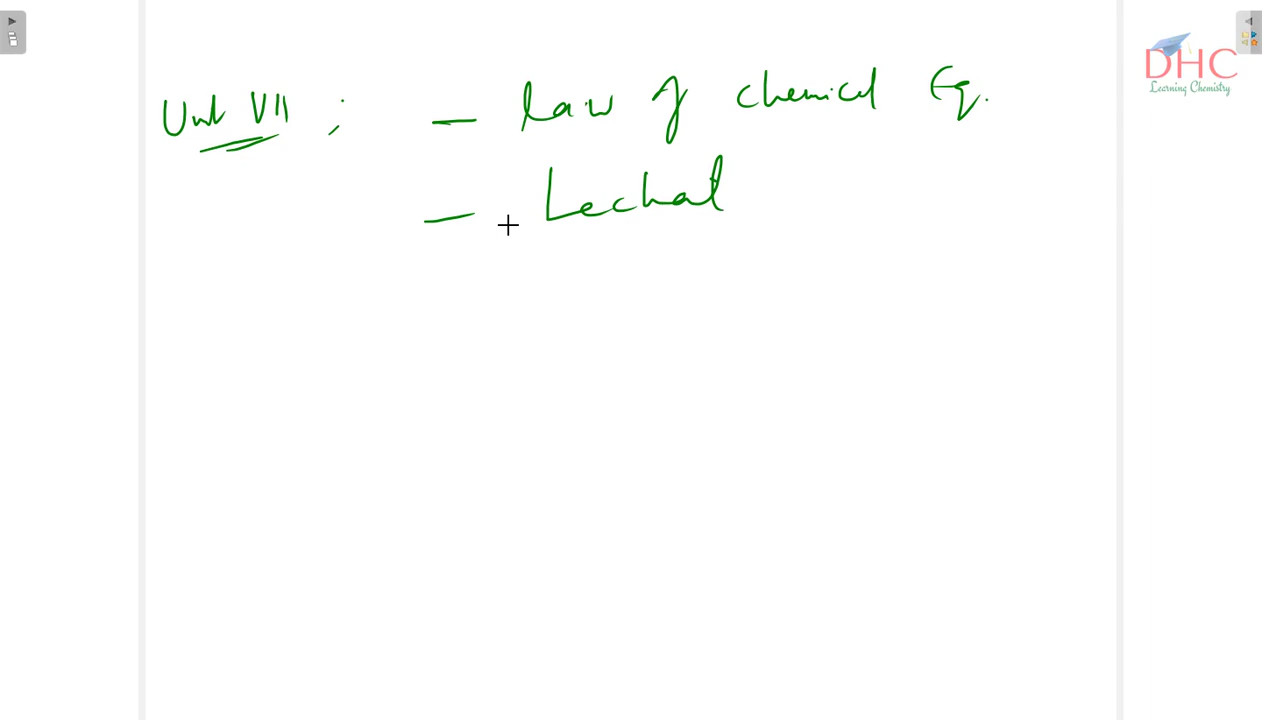 Unit VII ; — law of chemical Eq.
— Lechat
DHC
Learning Chemistry